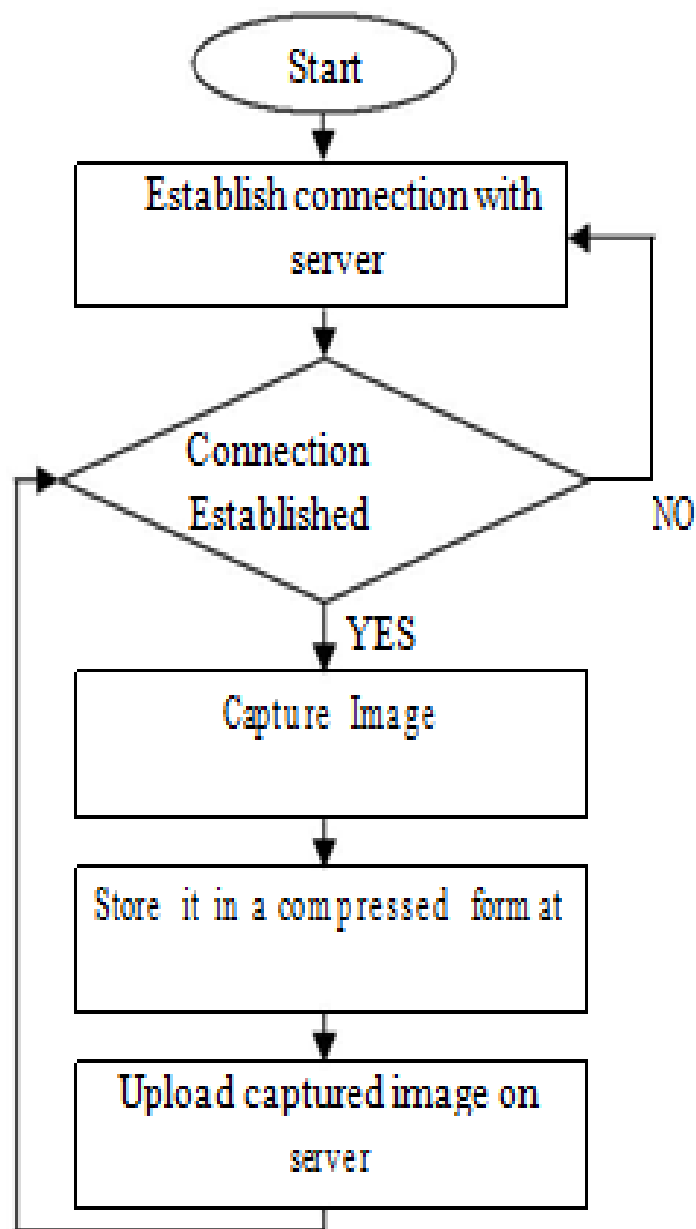 Start
Establish connection with
server
Connection
Established
NO
YES
Capture Image
Store it in a compressed format
Upload captured image on
server